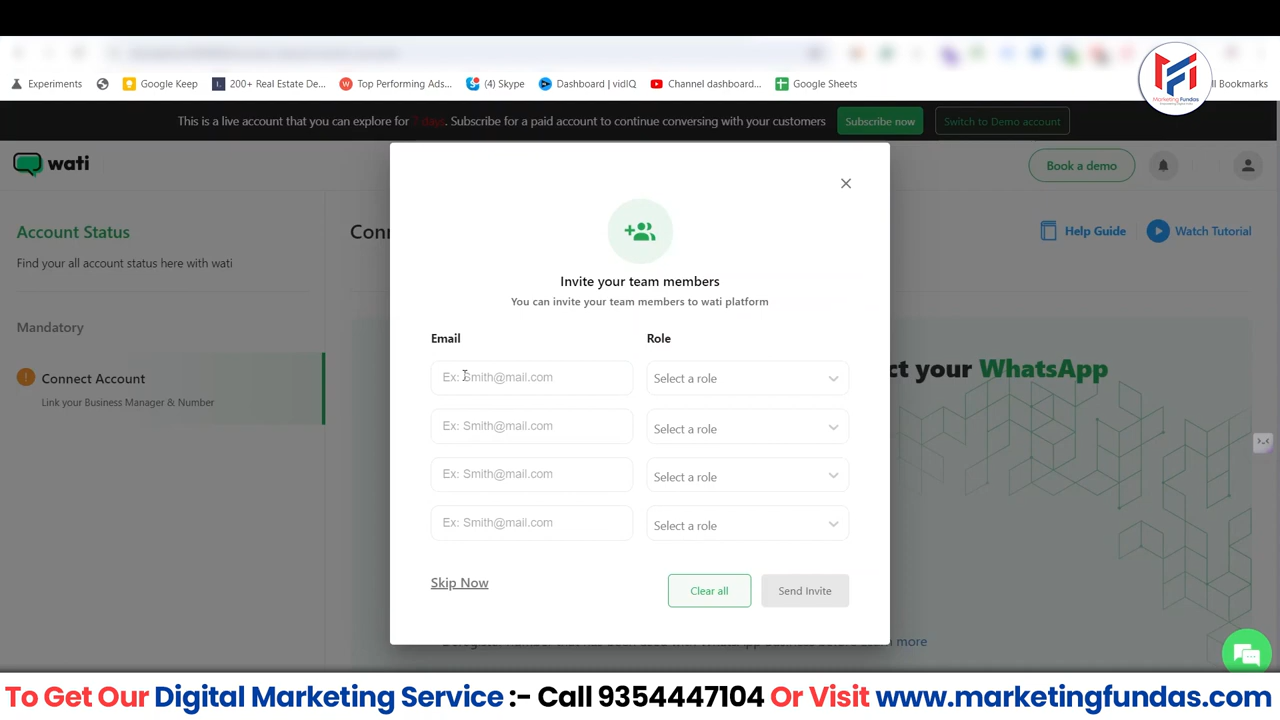 Experiments
Google Keep
200+ Real Estate De...
Top Performing Ads...
(4) Skype
Dashboard | vidIQ
Channel dashboard...
Google Sheets
ll Bookmarks
Marketing Fundas
This is a live account that you can explore for 7 days. Subscribe for a paid account to continue conversing with your customers
Subscribe now
Switch to Demo account
wati
Book a demo
Account Status
Find your all account status here with wati
Mandatory
Connect Account
Link your Business Manager & Number
Conn
Help Guide
Watch Tutorial
ct your WhatsApp
Invite your team members
You can invite your team members to wati platform
Email
Role
Ex: Smith@mail.com
Select a role
Ex: Smith@mail.com
Select a role
Ex: Smith@mail.com
Select a role
Ex: Smith@mail.com
Select a role
Skip Now
Clear all
Send Invite
more
To Get Our Digital Marketing Service :- Call 9354447104 Or Visit www.marketingfundas.com